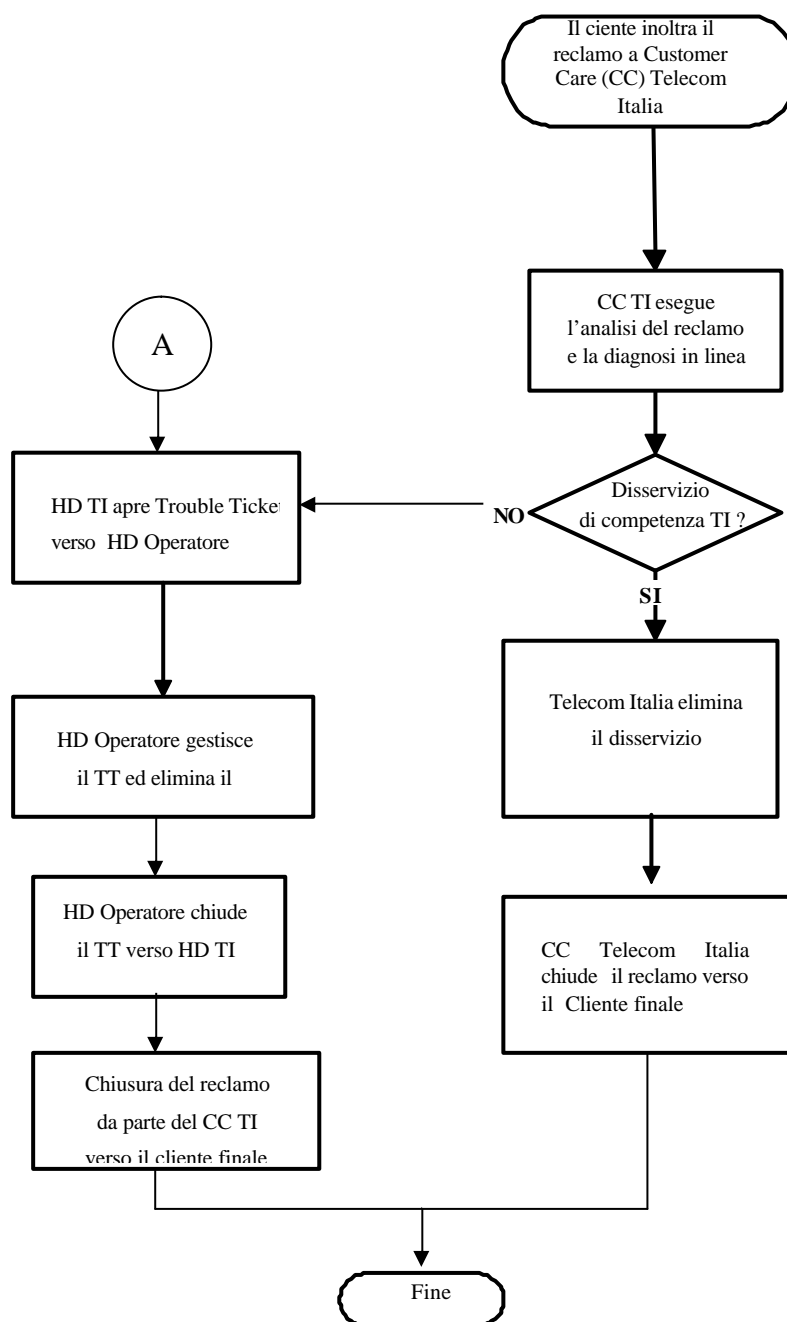 Il ciente inoltra il
reclamo a Customer
Care (CC) Telecom
Italia
CC TI esegue
l'analisi del reclamo
e la diagnosi in linea
A
Disservizio
di competenza TI ?
NO
SI
HD TI apre Trouble Ticket
verso HD Operatore
Telecom Italia elimina
il disservizio
HD Operatore gestisce
il TT ed elimina il
HD Operatore chiude
il TT verso HD TI
CC Telecom Italia
chiude il reclamo verso
il Cliente finale
Chiusura del reclamo
da parte del CC TI
verso il cliente finale
Fine